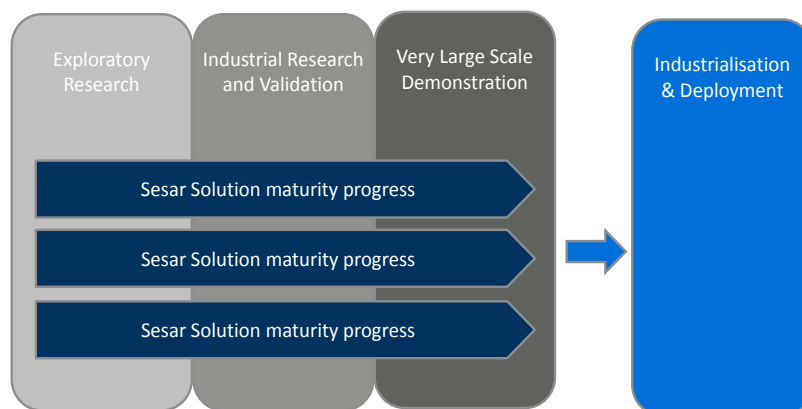 Exploratory
Research
Industrial Research
and Validation
Very Large Scale
Demonstration
Industrialisation
& Deployment
Sesar Solution maturity progress
Sesar Solution maturity progress
Sesar Solution maturity progress